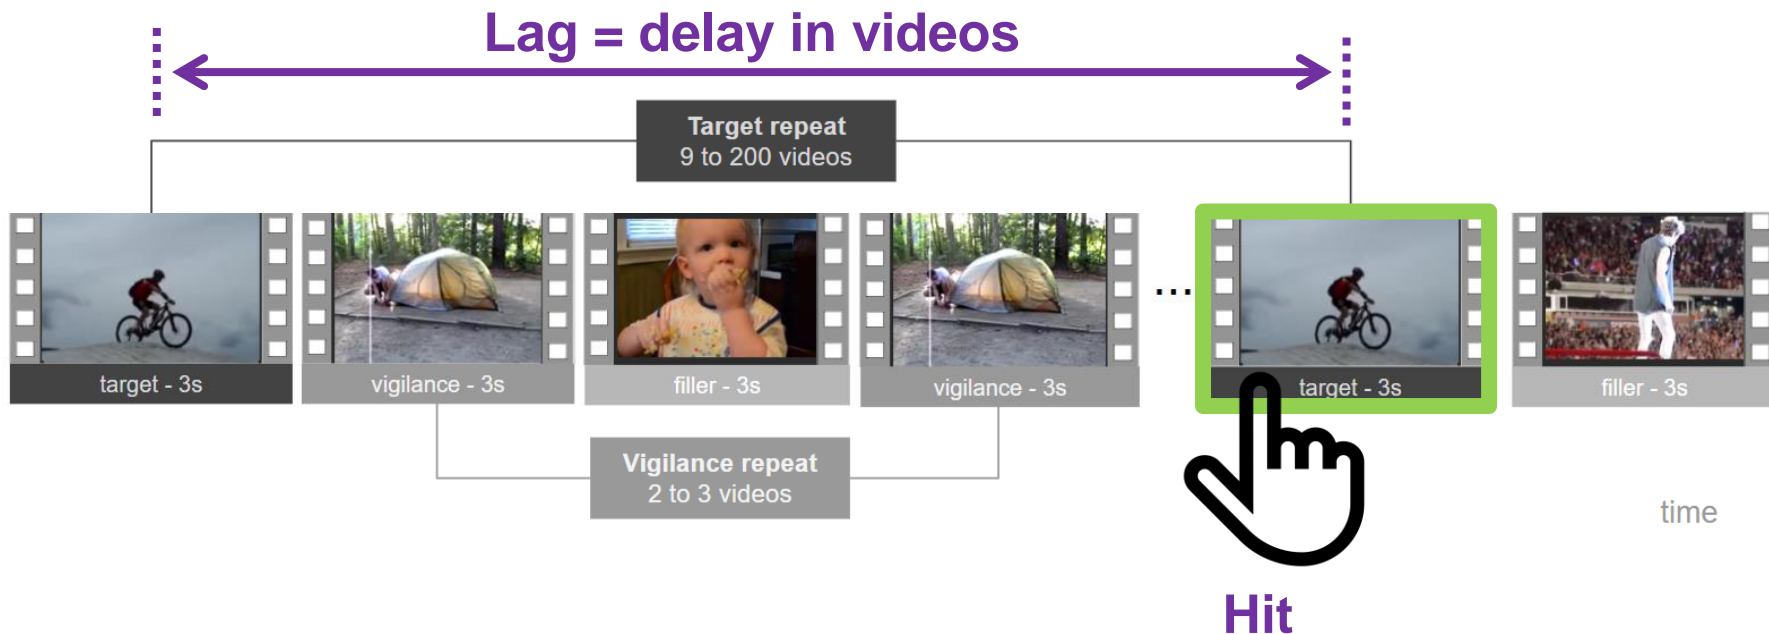 Lag = delay in videos
Target repeat
9 to 200 videos
...
target - 3s
vigilance - 3s
filler - 3s
vigilance - 3s
target - 3s
filler - 3s
Vigilance repeat
2 to 3 videos
time
Hit